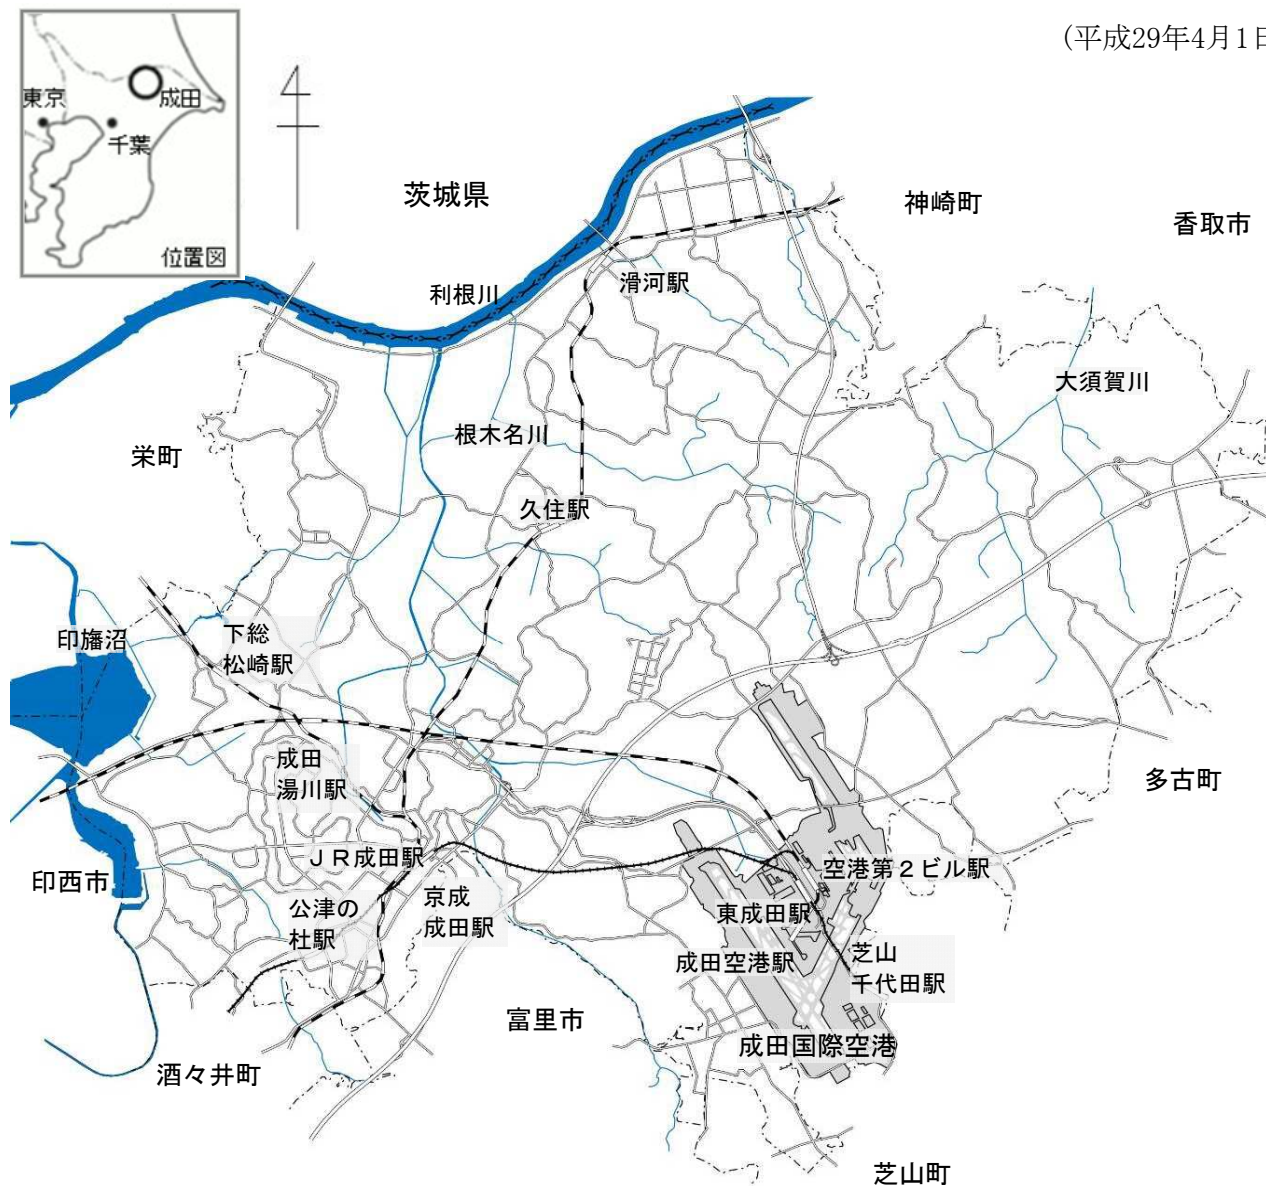 (平成29年4月1日
東京
成田
千葉
位置図
茨城県
神崎町
香取市
滑河駅
利根川
大須賀川
根木名川
栄町
久住駅
下総
松崎駅
印旛沼
成田
湯川駅
多古町
ＪＲ成田駅
空港第２ビル駅
印西市
京成
成田駅
公津の
杜駅
東成田駅
成田空港駅
芝山
千代田駅
富里市
成田国際空港
酒々井町
芝山町